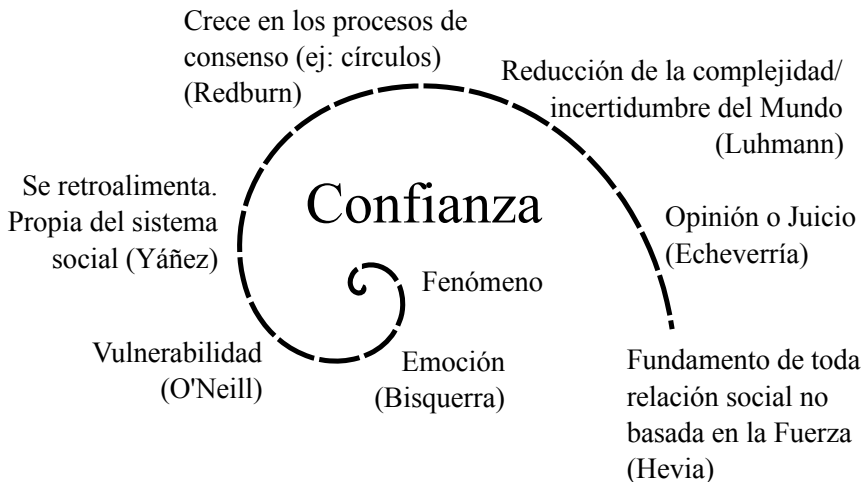 Crece en los procesos de
consenso (ej: círculos)
(Redburn)
Reducción de la complejidad/
incertidumbre del Mundo
(Luhmann)
Se retroalimenta.
Propia del sistema
social (Yáñez)
Confianza
Opinión o Juicio
(Echeverría)
Fenómeno
Vulnerabilidad
(O'Neill)
Emoción
(Bisquerra)
Fundamento de toda
relación social no
basada en la Fuerza
(Hevia)